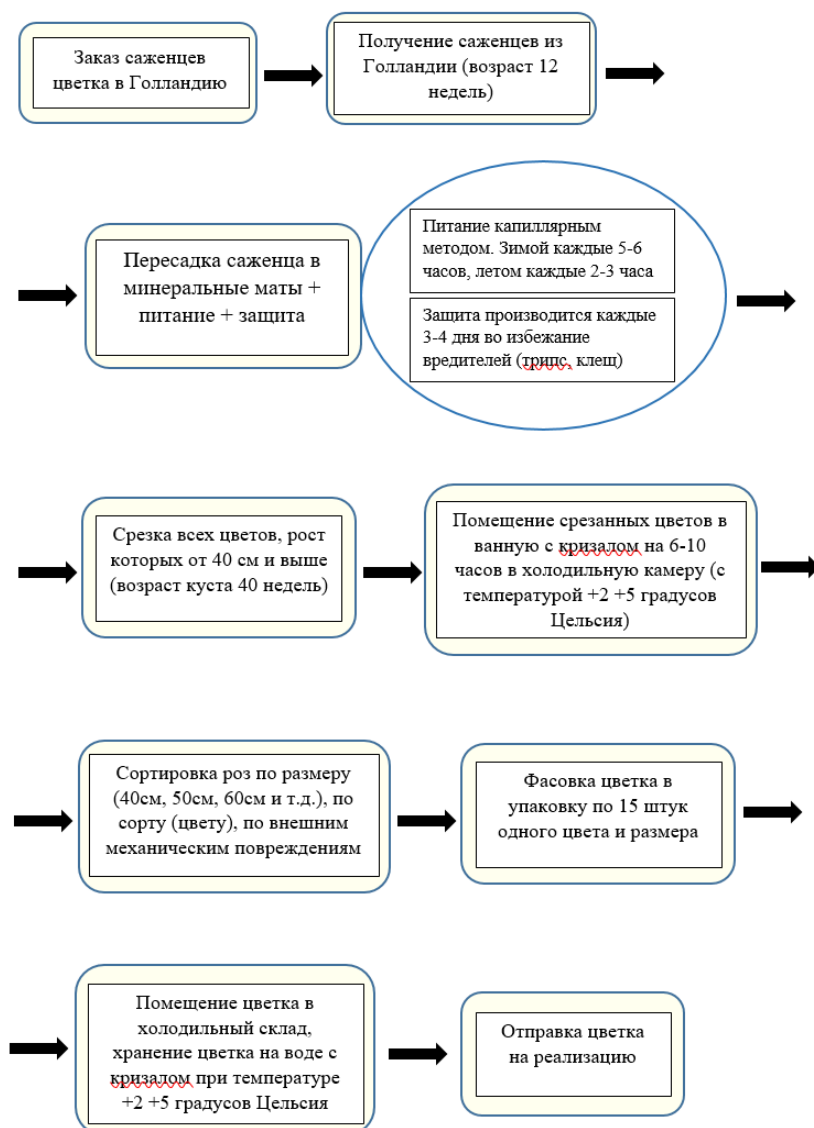 Заказ саженцев
цветка в Голландию
Получение саженцев из
Голландии (возраст 12
недель)
Пересадка саженца в
минеральные маты +
питание + защита
Питание капиллярным
методом. Зимой каждые 5-6
часов, летом каждые 2-3 часа
Защита производится каждые
3-4 дня во избежание
вредителей (трипс, клещ)
Срезка всех цветов, рост
которых от 40 см и выше
(возраст куста 40 недель)
Помещение срезанных цветов в
ванную с кризалом на 6-10
часов в холодильную камеру (с
температурой +2 +5 градусов
Цельсия)
Сортировка роз по размеру
(40см, 50см, 60см и т.д.), по
сорту (цвету), по внешним
механическим повреждениям
Фасовка цветка в
упаковку по 15 штук
одного цвета и размера
Помещение цветка в
холодильный склад,
хранение цветка на воде с
кризалом при температуре
+2 +5 градусов Цельсия
Отправка цветка
на реализацию